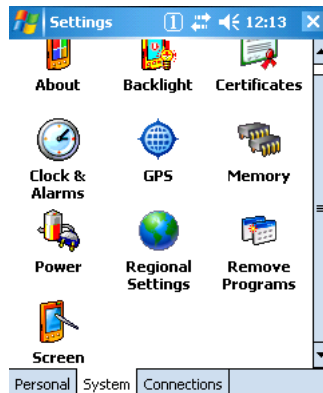 Settings 1 12:13
About Backlight Certificates
Clock & GPS Memory
Alarms
Power Regional Remove
Settings Programs
Screen
Personal System Connections